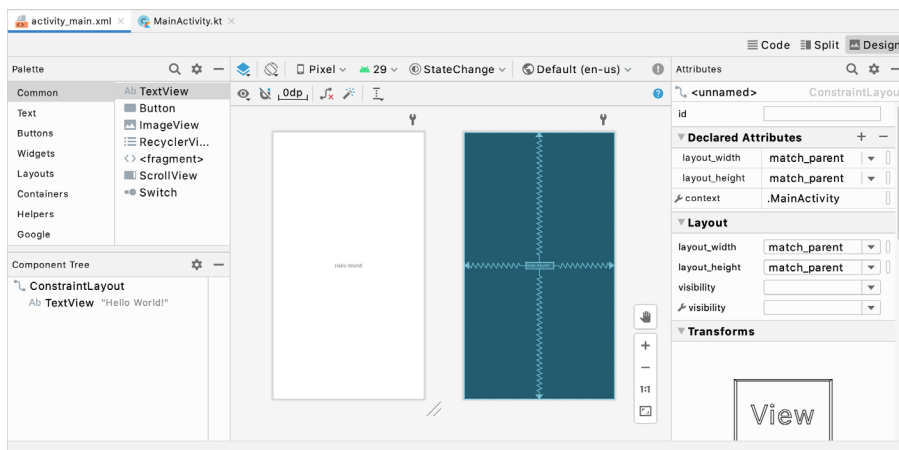 activity_main.xml
MainActivity.kt
Code Split Design
Palette
Common
Text
Buttons
Widgets
Layouts
Containers
Helpers
Google
Ab TextView
Button
ImageView
RecyclerVi...
<fragment>
ScrollView
Switch
Component Tree
ConstraintLayout
Ab TextView "Hello World!"
Pixel 29 StateChange Default (en-us)
0dp
Hello World!
1:1
Attributes
<unnamed> ConstraintLayou
id
Declared Attributes
layout_width match_parent
layout_height match_parent
context .MainActivity
Layout
layout_width match_parent
layout_height match_parent
visibility
visibility
Transforms
View